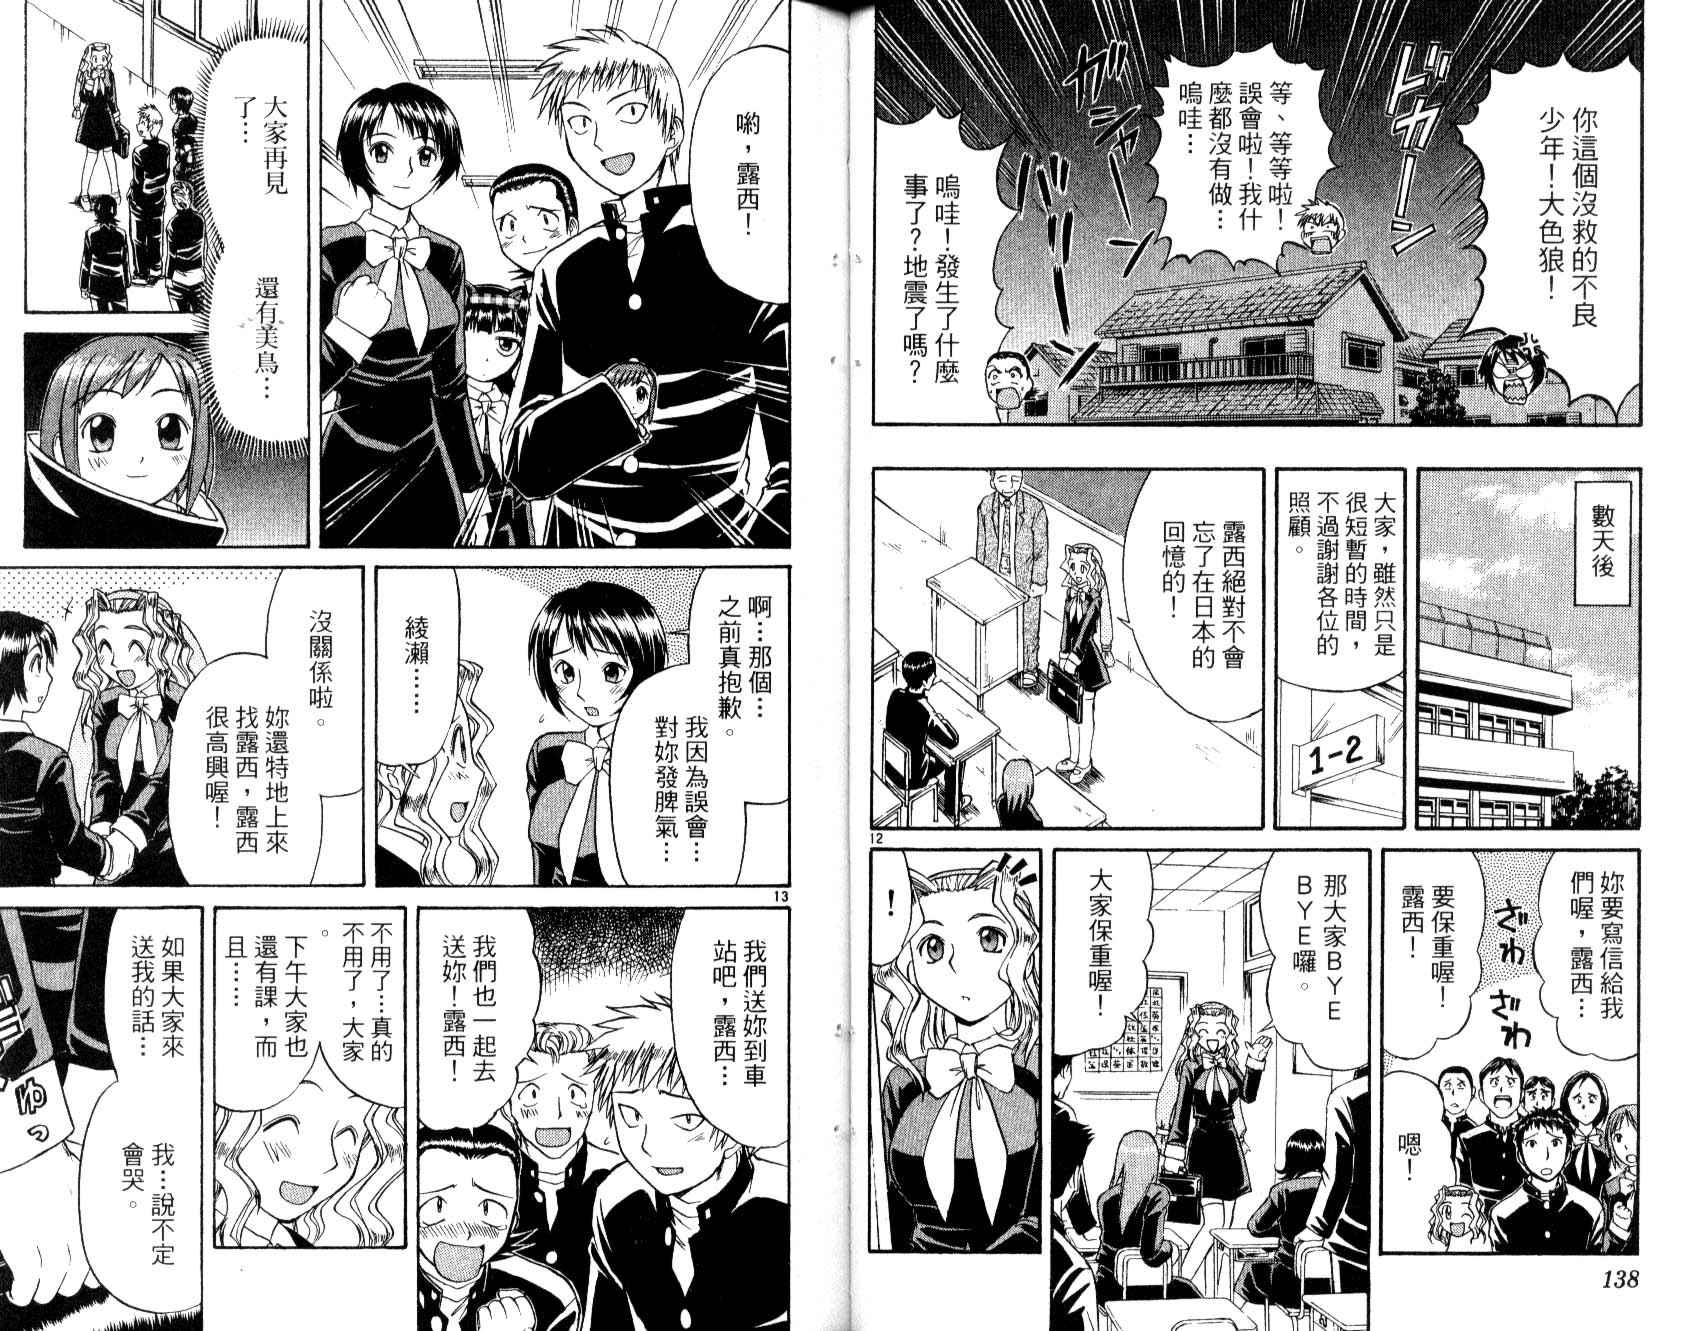 你這個沒救的不良
少年！大色狼！
ドガーン
ドドド
等、等等啦！
誤會啦！我什
麼都沒有做…
嗚哇…
嗚哇！發生了什麼
事了？地震了嗎？
數天後
1-2
大家，雖然只是
很短暫的時間，
不過謝謝各位的
照顧。
露西絕對不會
忘了在日本的
回憶的！
12
妳要寫信給我
們喔，露西…
要保重喔！
露西！
ざわ
ざわ
嗯！
那大家BYE
BYE囉。
大家保重喔！
！
138
喲，露西！
大家再見
了…
還有美鳥…
啊…那個…
之前真抱歉。
我因為誤會…
對妳發脾氣…
綾瀨……
沒關係啦。
妳還特地上來
找露西，露西
很高興喔！
13
我們送妳到車
站吧，露西…
我們也一起去
送妳！露西！
不用了…真的
不用了，大家
。
下午大家也
還有課，而
且……
如果大家來
送我的話…
我…說不定
會哭。
ゆっ